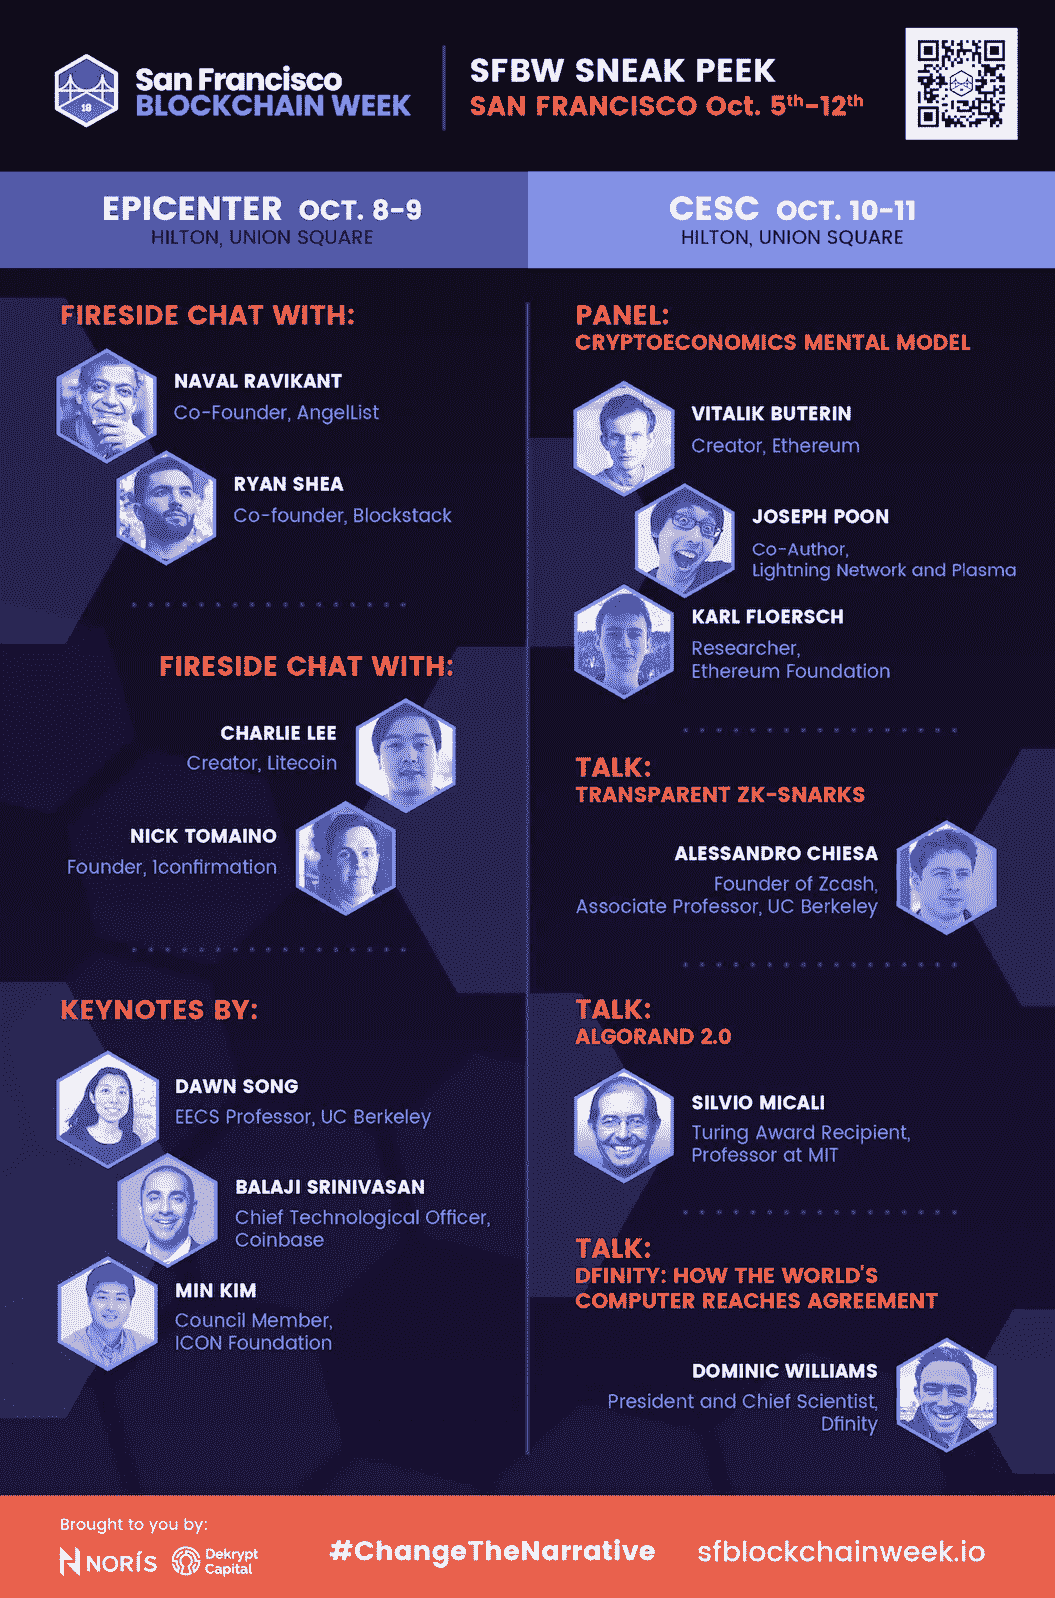 San Francisco
BLOCKCHAIN WEEK
18
SFBW SNEAK PEEK
SAN FRANCISCO Oct. 5th-12th
EPICENTER OCT. 8-9
HILTON, UNION SQUARE
CESC OCT. 10-11
HILTON, UNION SQUARE
FIRESIDE CHAT WITH:
NAVAL RAVIKANT
Co-Founder, AngelList
RYAN SHEA
Co-founder, Blockstack
FIRESIDE CHAT WITH:
CHARLIE LEE
Creator, Litecoin
NICK TOMAINO
Founder, 1confirmation
KEYNOTES BY:
DAWN SONG
EECS Professor, UC Berkeley
BALAJI SRINIVASAN
Chief Technological Officer,
Coinbase
MIN KIM
Council Member,
ICON Foundation
PANEL:
CRYPTOECONOMICS MENTAL MODEL
VITALIK BUTERIN
Creator, Ethereum
JOSEPH POON
Co-Author,
Lightning Network and Plasma
KARL FLOERSCH
Researcher,
Ethereum Foundation
TALK:
TRANSPARENT ZK-SNARKS
ALESSANDRO CHIESA
Founder of Zcash,
Associate Professor, UC Berkeley
TALK:
ALGORAND 2.0
SILVIO MICALI
Turing Award Recipient,
Professor at MIT
TALK:
DFINITY: HOW THE WORLD'S
COMPUTER REACHES AGREEMENT
DOMINIC WILLIAMS
President and Chief Scientist,
Dfinity
Brought to you by:
NORÍS
Dekrypt
Capital
#ChangeTheNarrative
sfblockchainweek.io